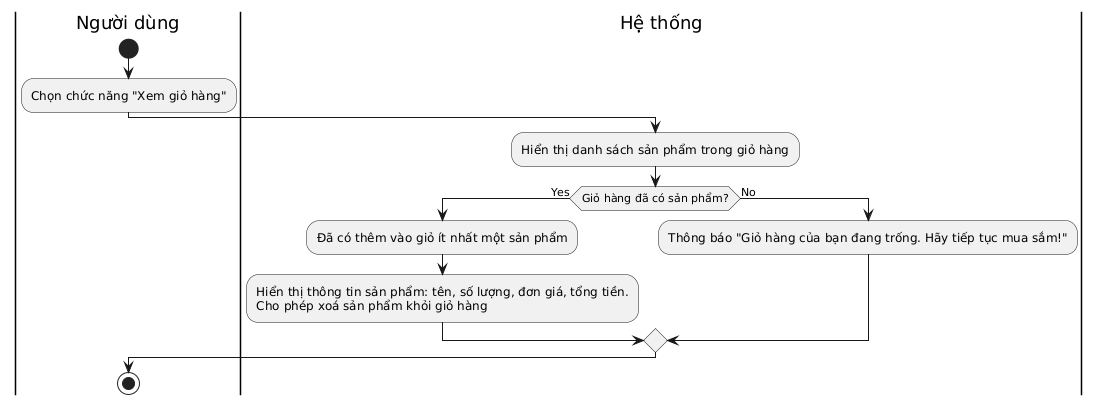 Người dùng
Hệ thống
Chọn chức năng "Xem giỏ hàng"
Hiển thị danh sách sản phẩm trong giỏ hàng
Yes
Giỏ hàng đã có sản phẩm?
No
Đã có thêm vào giỏ ít nhất một sản phẩm
Thông báo "Giỏ hàng của bạn đang trống. Hãy tiếp tục mua sắm!"
Hiển thị thông tin sản phẩm: tên, số lượng, đơn giá, tổng tiền.
Cho phép xoá sản phẩm khỏi giỏ hàng